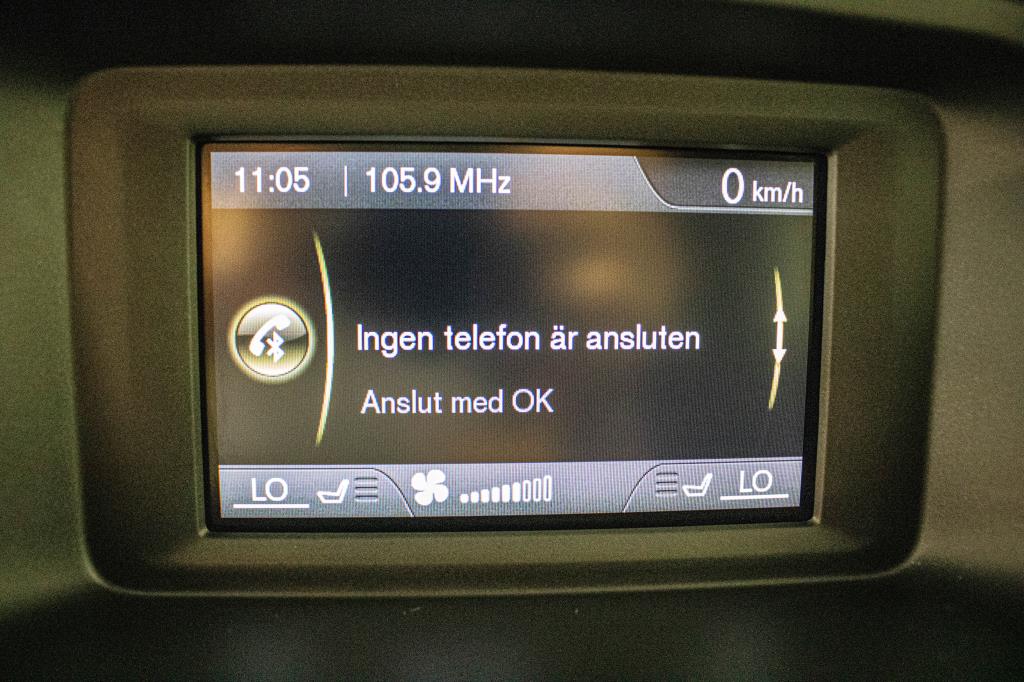 11:05 | 105.9 MHz 0 km/h
Ingen telefon är ansluten
Anslut med OK
LO LO